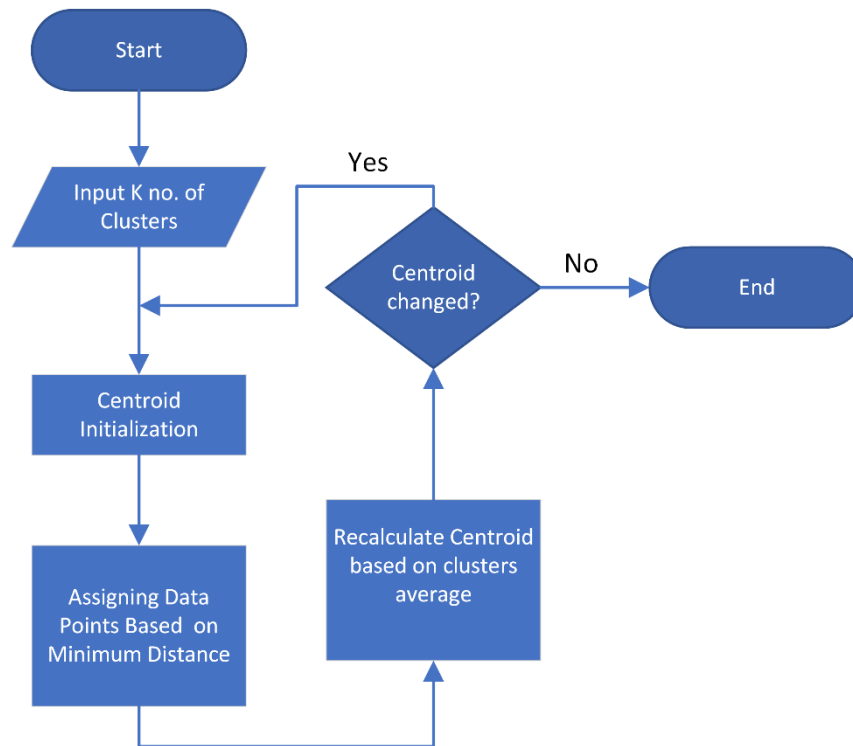 Start
Input K no. of
Clusters
Yes
Centroid
changed?
No
End
Centroid
Initialization
Assigning Data
Points Based on
Minimum Distance
Recalculate Centroid
based on clusters
average